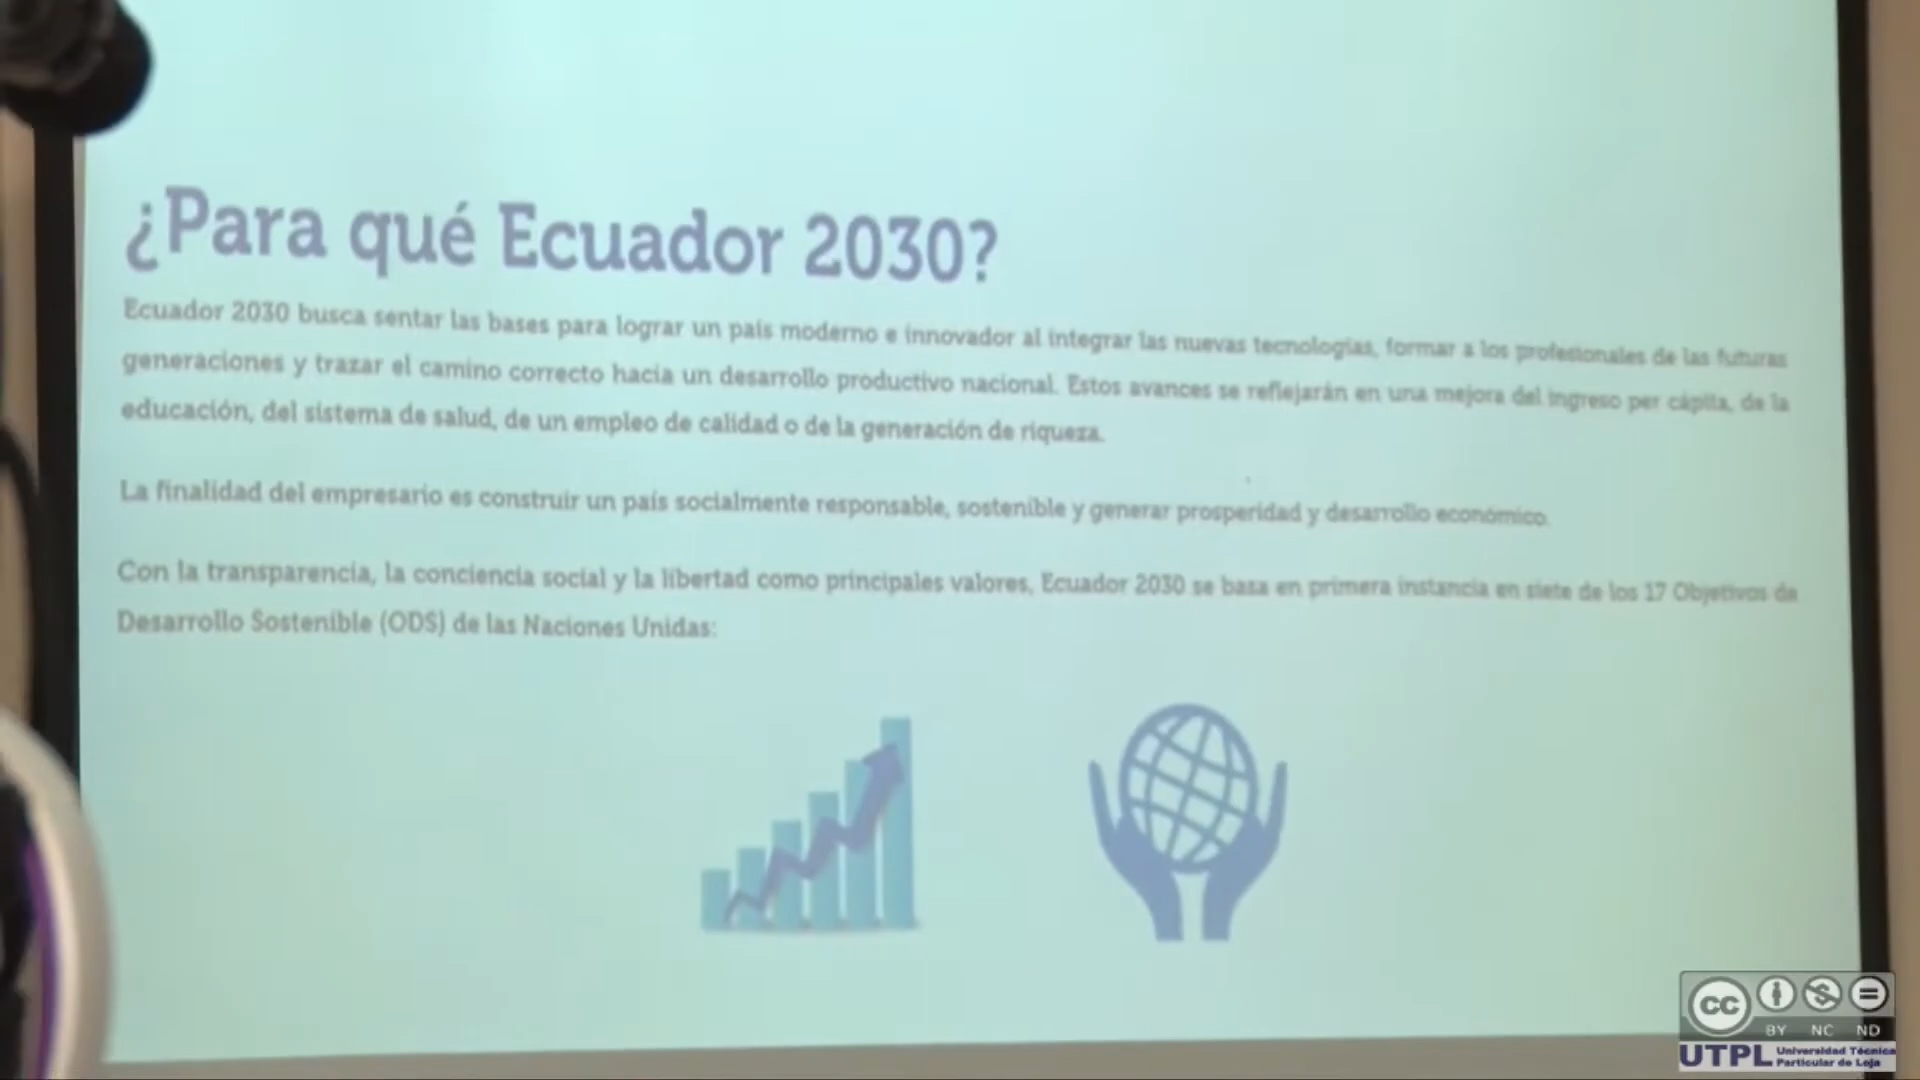 ¿Para qué Ecuador 2030?
Ecuador 2030 busca sentar las bases para lograr un país moderno e innovador al integrar las nuevas tecnologías, formar a los profesionales de las futuras
generaciones y trazar el camino correcto hacia un desarrollo productivo nacional. Estos avances se reflejarán en una mejora del ingreso per cápita, de la
educación, del sistema de salud, de un empleo de calidad o de la generación de riqueza.
La finalidad del empresario es construir un país socialmente responsable, sostenible y generar prosperidad y desarrollo económico.
Con la transparencia, la conciencia social y la libertad como principales valores, Ecuador 2030 se basa en primera instancia en siete de los 17 Objetivos de
Desarrollo Sostenible (ODS) de las Naciones Unidas:
cc
BY NC ND
UTPL Universidad Técnica
Particular de Loja